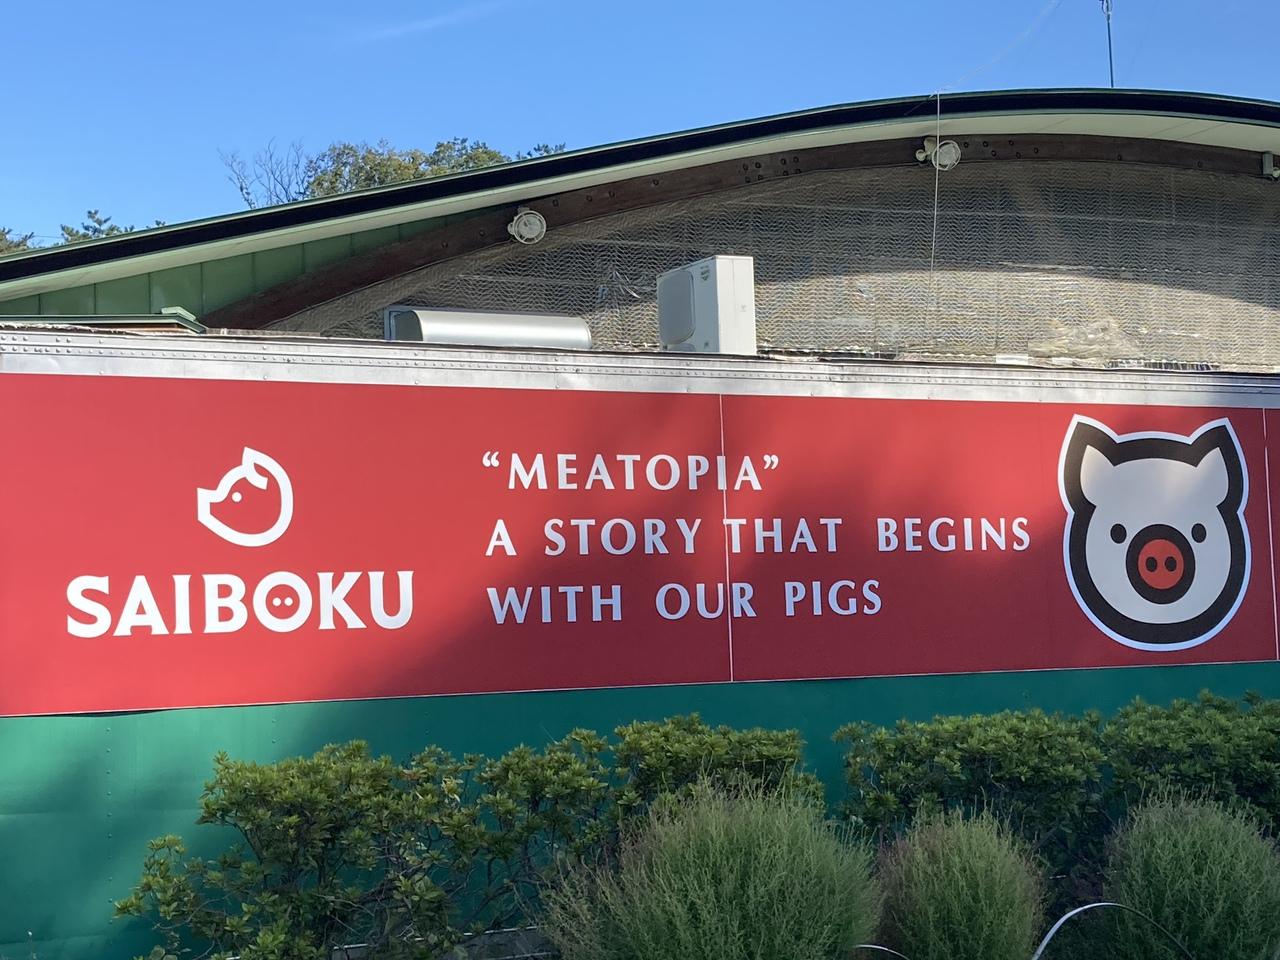 SAIBOKU
“MEATOPIA”
A STORY THAT BEGINS
WITH OUR PIGS